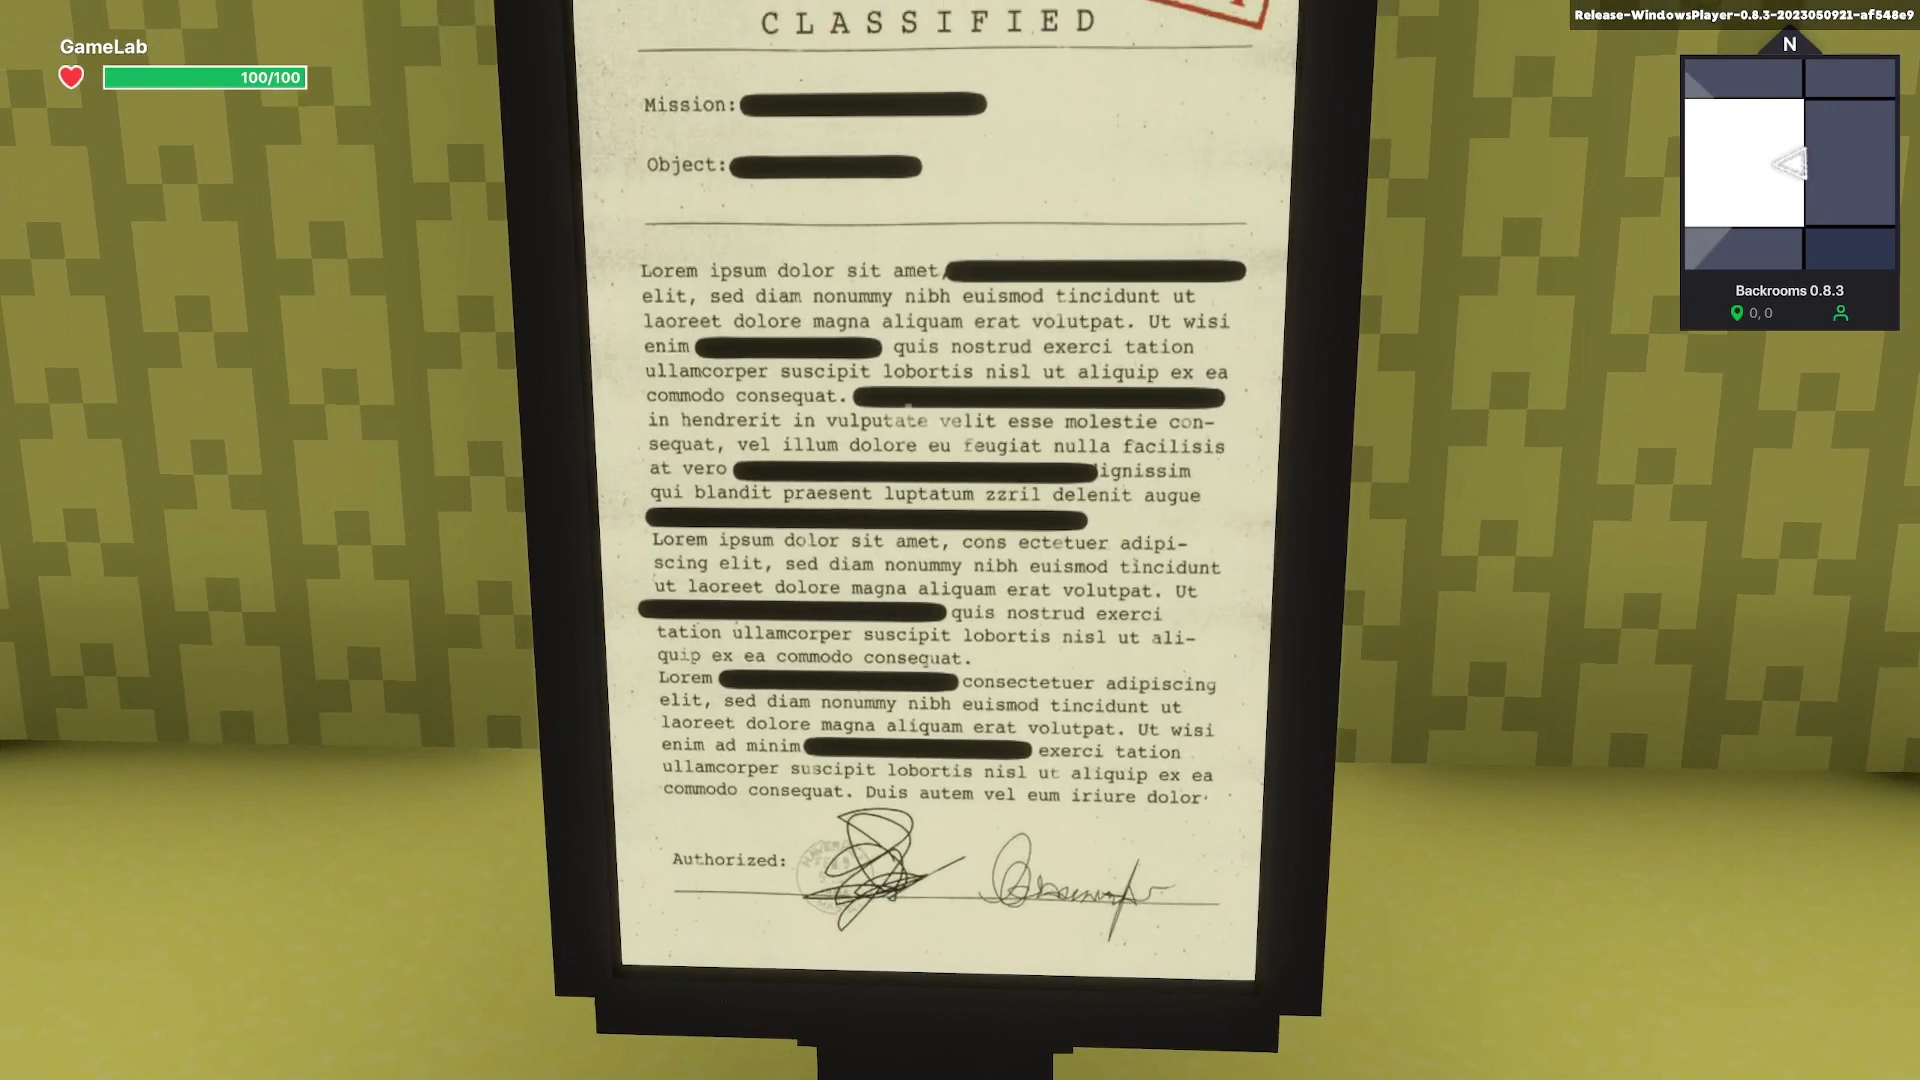 Release-WindowsPlayer-0.8.3-2023050921-af548e9
GameLab
100/100
N
Backrooms 0.8.3
0, 0
CLASSIFIED
Mission:
Object:
Lorem ipsum dolor sit amet,
elit, sed diam nonummy nibh euismod tincidunt ut
laoreet dolore magna aliquam erat volutpat. Ut wisi
enim quis nostrud exerci tation
ullamcorper suscipit lobortis nisl ut aliquip ex ea
commodo consequat.
in hendrerit in vulputate velit esse molestie con-
sequat, vel illum dolore eu feugiat nulla facilisis
at vero ignissim
qui blandit praesent luptatum zzril delenit augue
Lorem ipsum dolor sit amet, cons ectetuer adipi-
scing elit, sed diam nonummy nibh euismod tincidunt
ut laoreet dolore magna aliquam erat volutpat. Ut
quis nostrud exerci
tation ullamcorper suscipit lobortis nisl ut ali-
quip ex ea commodo consequat.
Lorem consectetuer adipiscing
elit, sed diam nonummy nibh euismod tincidunt ut
laoreet dolore magna aliquam erat volutpat. Ut wisi
enim ad minim exerci tation
ullamcorper suscipit lobortis nisl ut aliquip ex ea
commodo consequat. Duis autem vel eum iriure dolor
Authorized: